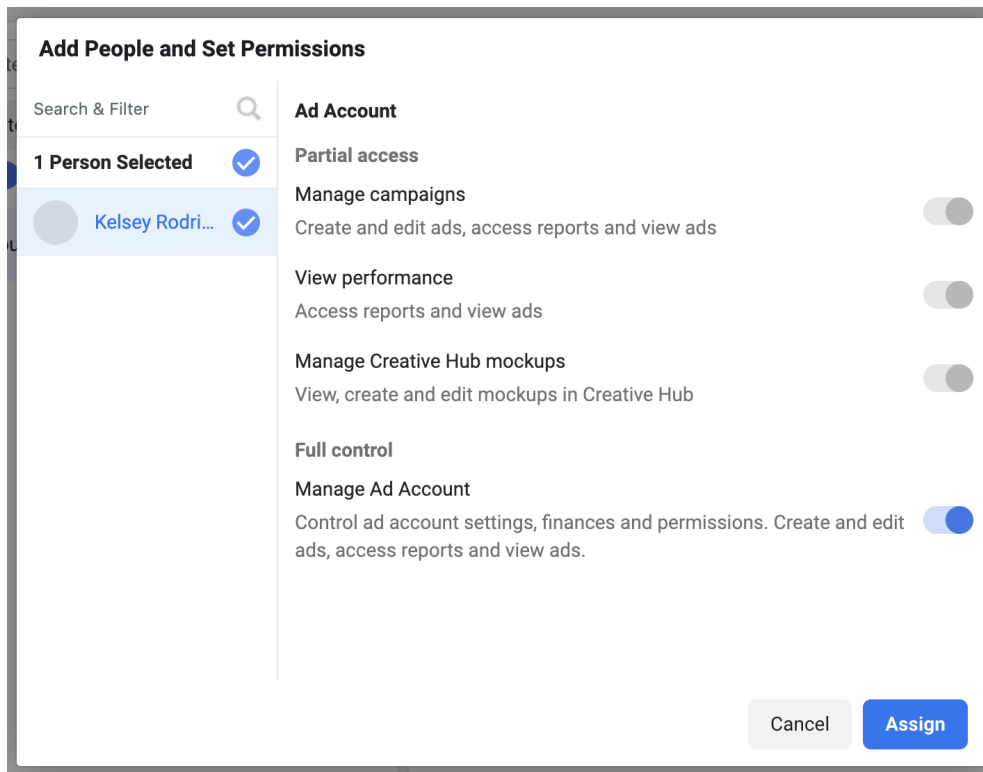 Add People and Set Permissions
Search & Filter
1 Person Selected
Kelsey Rodri...
Ad Account
Partial access
Manage campaigns
Create and edit ads, access reports and view ads
View performance
Access reports and view ads
Manage Creative Hub mockups
View, create and edit mockups in Creative Hub
Full control
Manage Ad Account
Control ad account settings, finances and permissions. Create and edit
ads, access reports and view ads.
Cancel
Assign